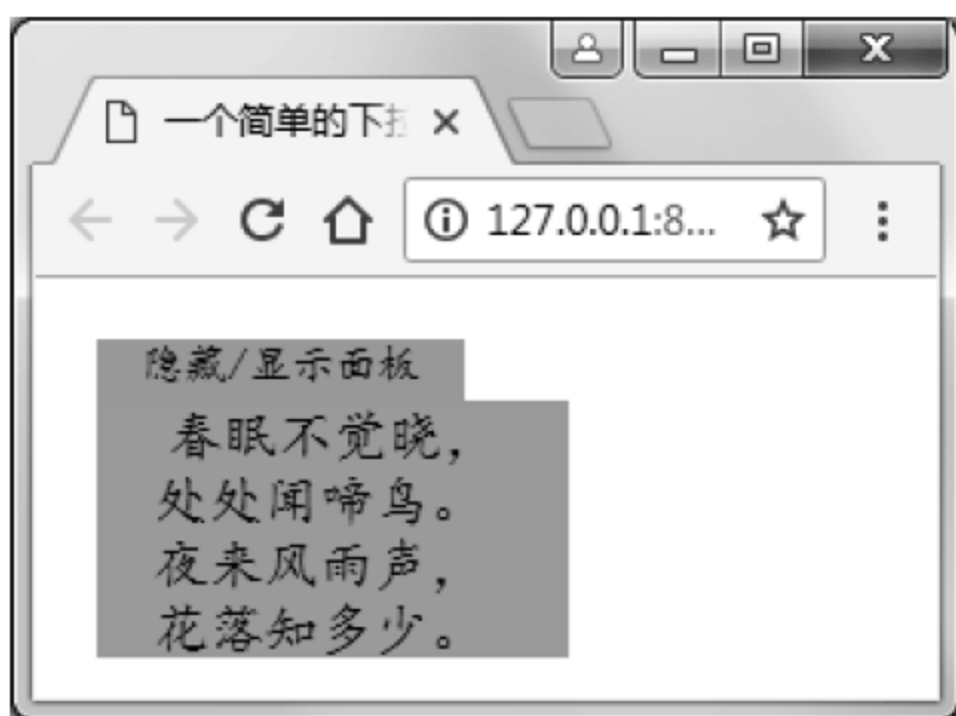 一个简单的下
127.0.0.1:8...
隐藏/显示面板
春眠不觉晓，
处处闻啼鸟。
夜来风雨声，
花落知多少。